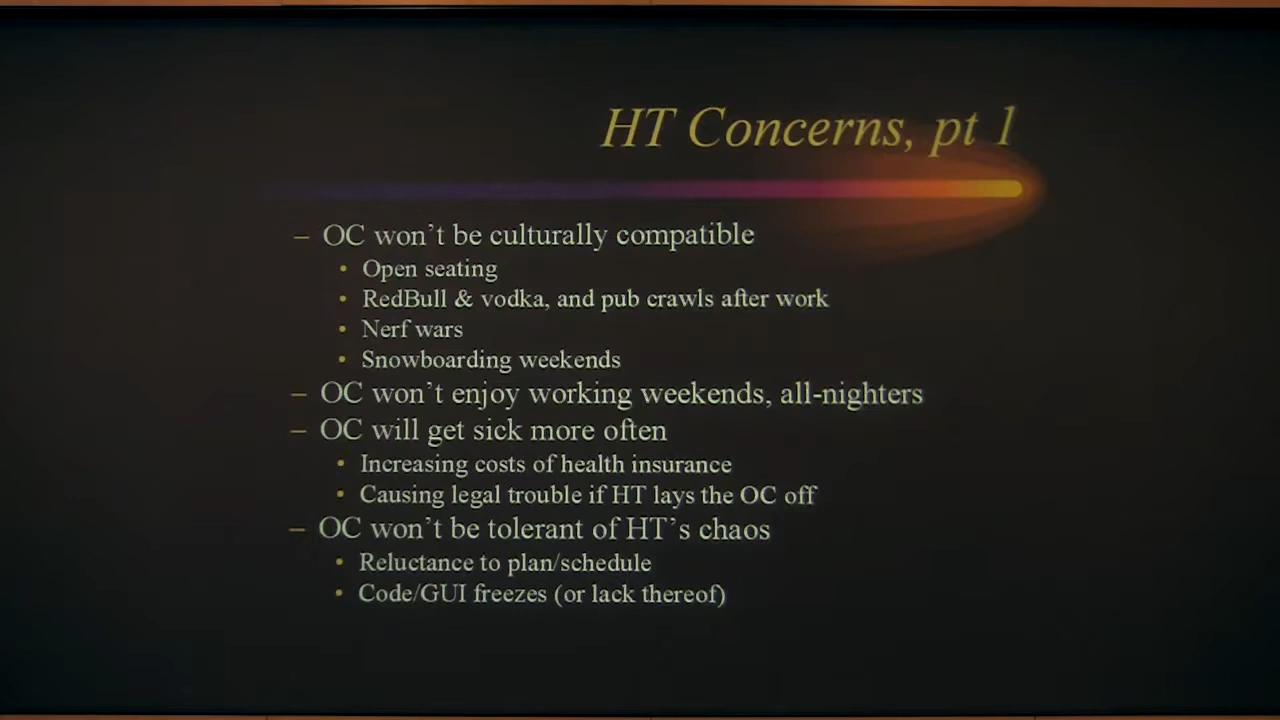 HT Concerns, pt 1
– OC won't be culturally compatible
• Open seating
• RedBull & vodka, and pub crawls after work
• Nerf wars
• Snowboarding weekends
– OC won't enjoy working weekends, all-nighters
– OC will get sick more often
• Increasing costs of health insurance
• Causing legal trouble if HT lays the OC off
– OC won't be tolerant of HT's chaos
• Reluctance to plan/schedule
• Code/GUI freezes (or lack thereof)